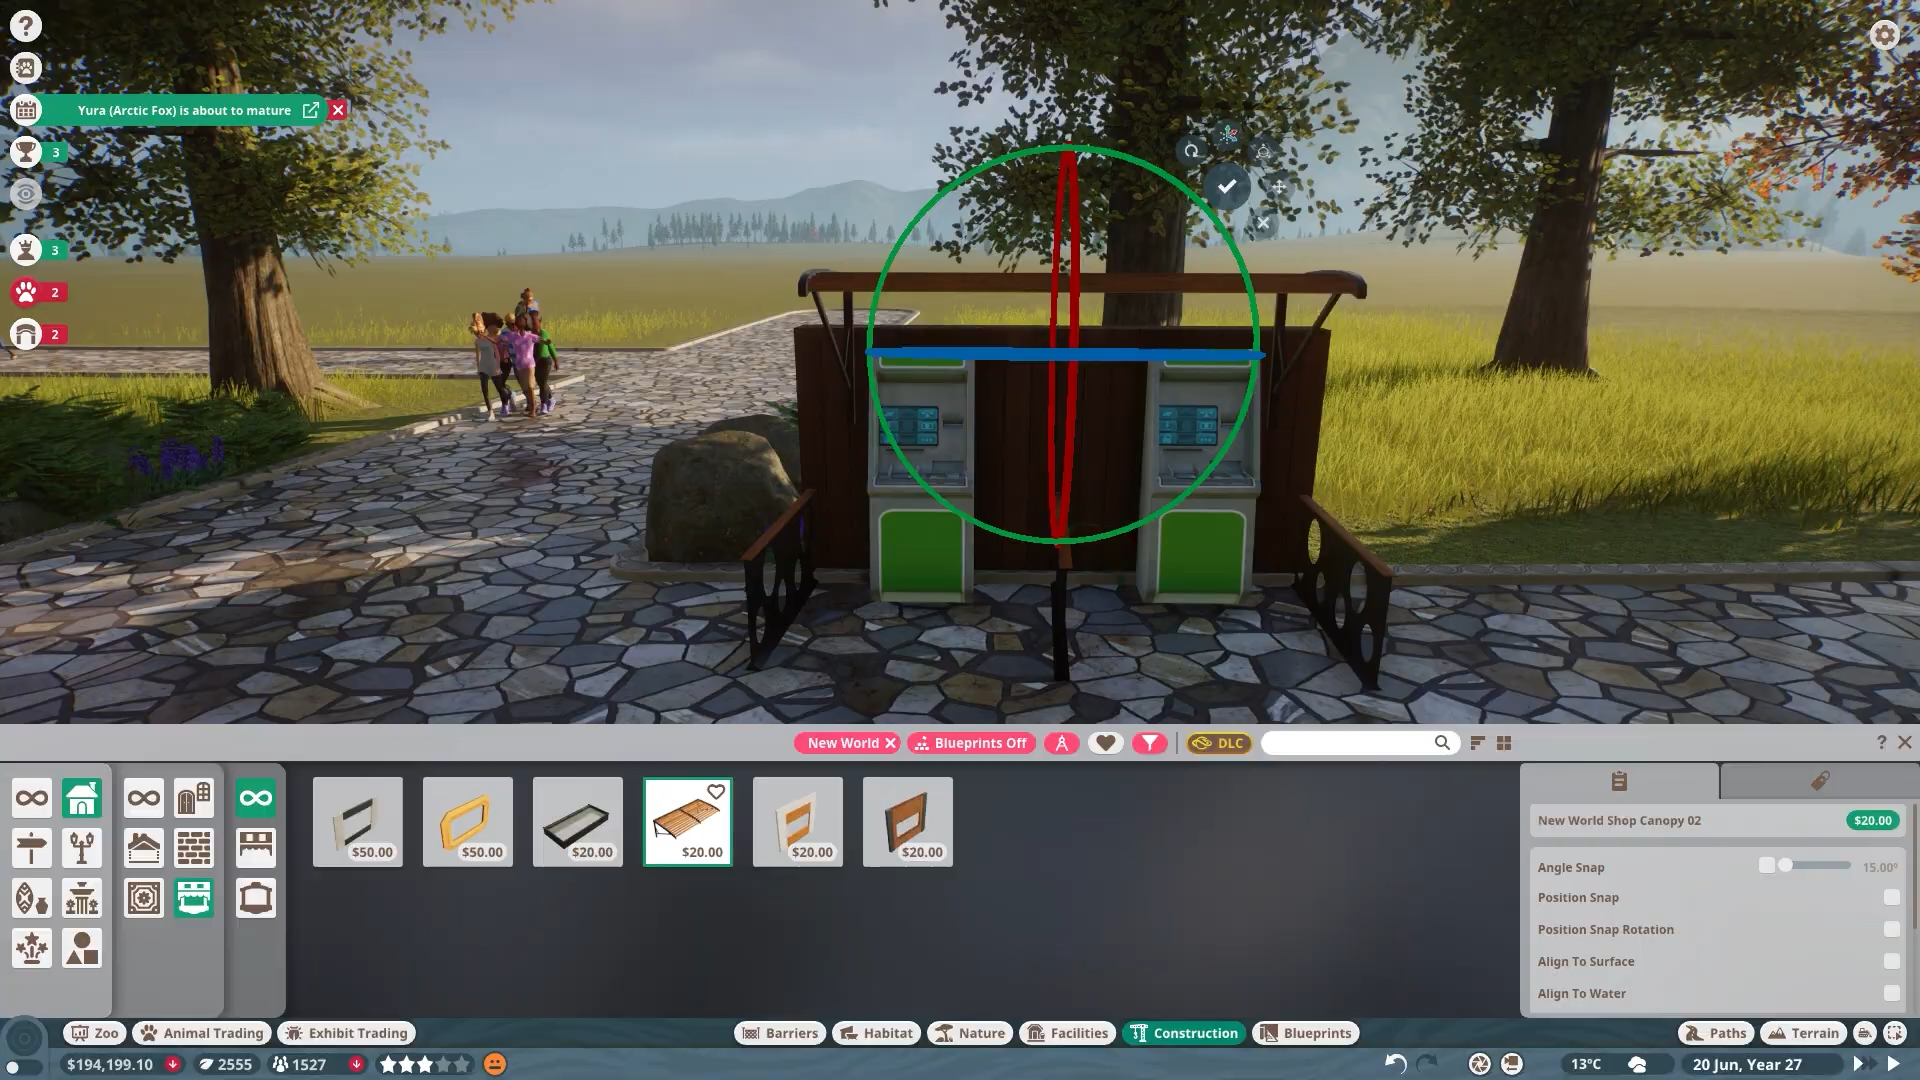 ?
Yura (Arctic Fox) is about to mature
3
3
2
2
New World
Blueprints Off
DLC
?
$50.00
$50.00
$20.00
$20.00
$20.00
$20.00
New World Shop Canopy 02
$20.00
Angle Snap
15.00°
Position Snap
Position Snap Rotation
Align To Surface
Align To Water
Zoo
Animal Trading
Exhibit Trading
Barriers
Habitat
Nature
Facilities
Construction
Blueprints
Paths
Terrain
$194,199.10
2555
1527
13°C
20 Jun, Year 27